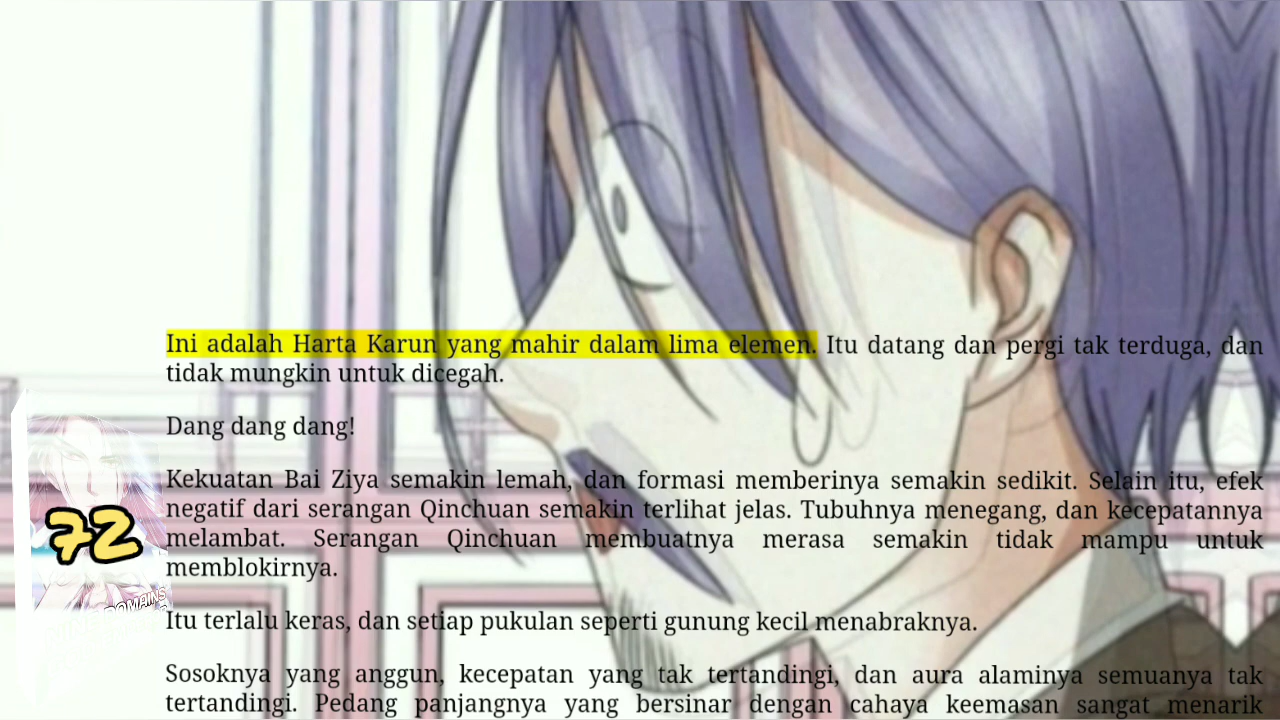 Ini adalah Harta Karun yang mahir dalam lima elemen. Itu datang dan pergi tak terduga, dan
tidak mungkin untuk dicegah.
Dang dang dang!
Kekuatan Bai Ziya semakin lemah, dan formasi memberinya semakin sedikit. Selain itu, efek
negatif dari serangan Qinchuan semakin terlihat jelas. Tubuhnya menegang, dan kecepatannya
melambat. Serangan Qinchuan membuatnya merasa semakin tidak mampu untuk
memblokirnya.
72
Itu terlalu keras, dan setiap pukulan seperti gunung kecil menabraknya.
Sosoknya yang anggun, kecepatan yang tak tertandingi, dan aura alaminya semuanya tak
tertandingi. Pedang panjangnya yang bersinar dengan cahaya keemasan sangat menarik